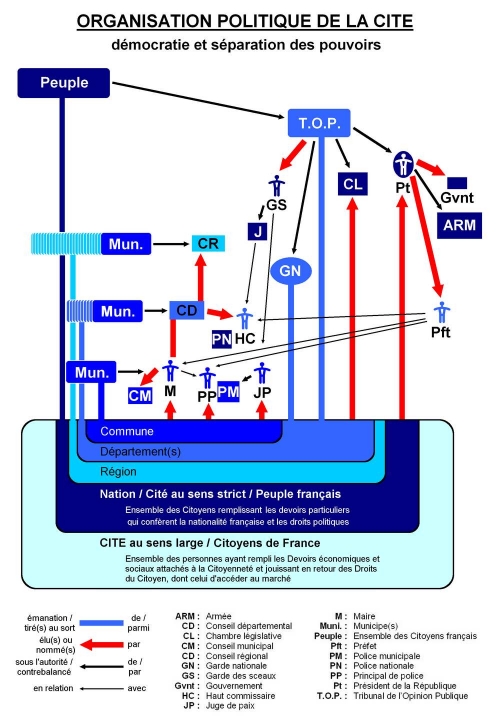 ORGANISATION POLITIQUE DE LA CITE
démocratie et séparation des pouvoirs
Peuple
T.O.P.
CL
Pt
Gvnt
ARM
GS
J
Mun.
CR
GN
Mun.
CD
PN HC
Pft
Mun.
CM
M
PP
PM
JP
Commune
Département(s)
Région
Nation / Cité au sens strict / Peuple français
Ensemble des Citoyens remplissant les devoirs particuliers
qui confèrent la nationalité française et les droits politiques
CITE au sens large / Citoyens de France
Ensemble des personnes ayant rempli les Devoirs économiques et
sociaux attachés à la Citoyenneté et jouissant en retour des Droits
du Citoyen, dont celui d'accéder au marché
émanation /
tiré(s) au sort
de /
parmi
élu(s) ou
nommé(s)
par
sous l'autorité /
contrebalancé
de /
par
en relation
avec
ARM : Armée
CD : Conseil départemental
CL : Chambre législative
CM : Conseil municipal
CD : Conseil régional
GN : Garde nationale
GS : Garde des sceaux
Gvnt : Gouvernement
HC : Haut commissaire
JP : Juge de paix
M : Maire
Mun. : Municipe(s)
Peuple : Ensemble des Citoyens français
Pft : Préfet
PM : Police municipale
PN : Police nationale
PP : Principal de police
Pt : Président de la République
T.O.P. : Tribunal de l'Opinion Publique